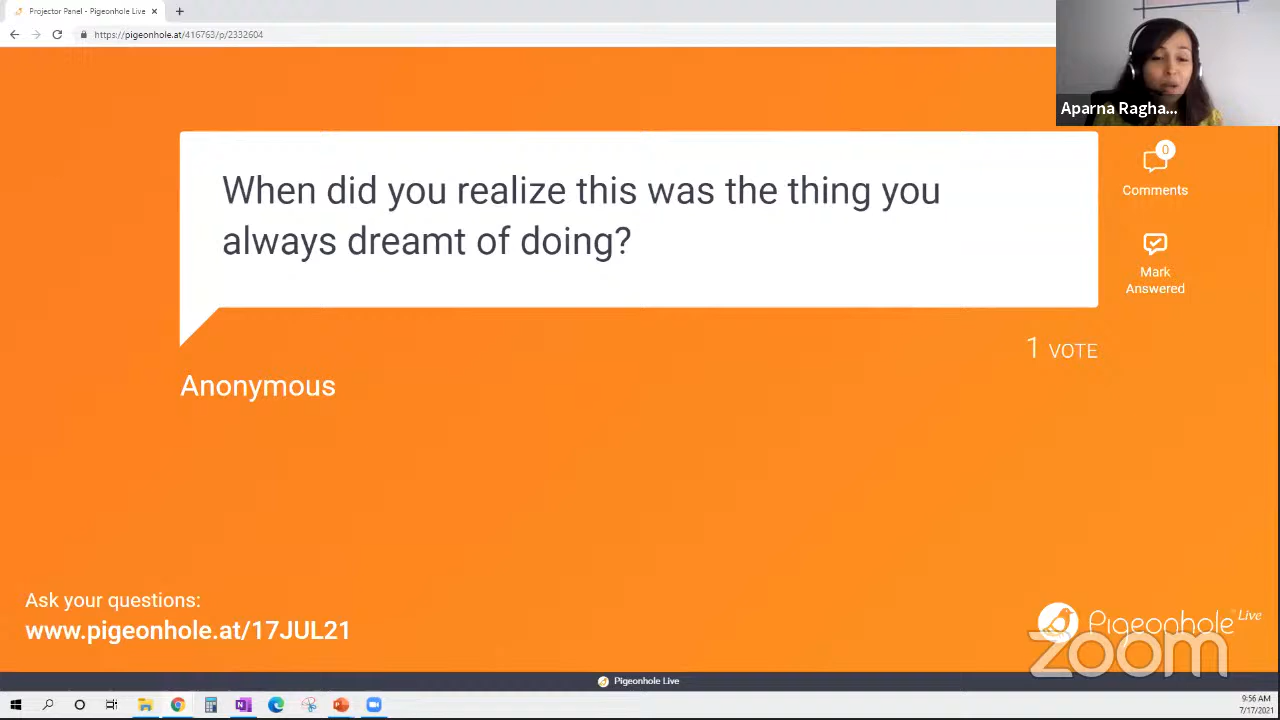 Projector Panel - Pigeonhole Live
https://pigeonhole.at/416763/p/2332604
Aparna Ragha...
When did you realize this was the thing you
always dreamt of doing?
0
Comments
Mark
Answered
1 VOTE
Anonymous
Ask your questions:
www.pigeonhole.at/17JUL21
Pigeonhole Live
zoom
Pigeonhole Live
9:56 AM
7/17/2021